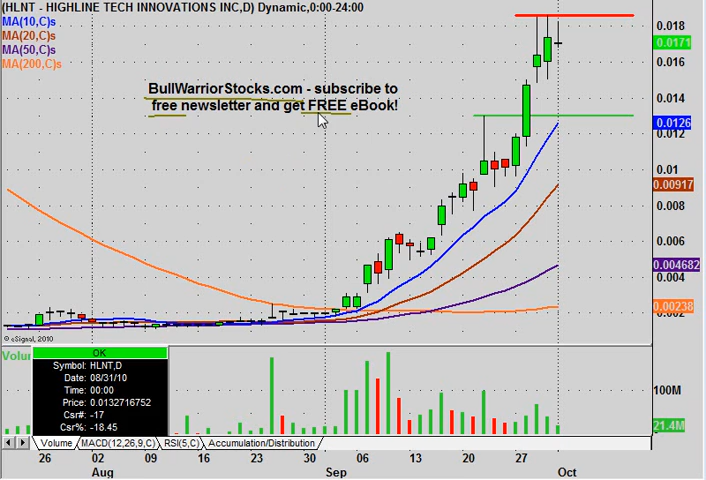 (HLNT - HIGHLINE TECH INNOVATIONS INC,D) Dynamic,0:00-24:00
MA(10,C)s
MA(20,C)s
MA(50,C)s
MA(200,C)s
BullWarriorStocks.com - subscribe to
free newsletter and get FREE eBook!
0.018
0.0171
0.016
0.014
0.0126
0.012
0.01
0.00917
0.008
0.006
0.004682
0.004
0.00238
0.002
© eSignal, 2010
Volu
OK
Symbol: HLNT,D
Date: 08/31/10
Time: 00:00
Price: 0.0132716752
Csr#: -17
Csr%: -18.45
100M
21.4M
Volume MACD(12,26,9,C) RSI(5,C) Accumulation/Distribution
26 02 09 16 23 30 06 13 20 27
Aug Sep Oct